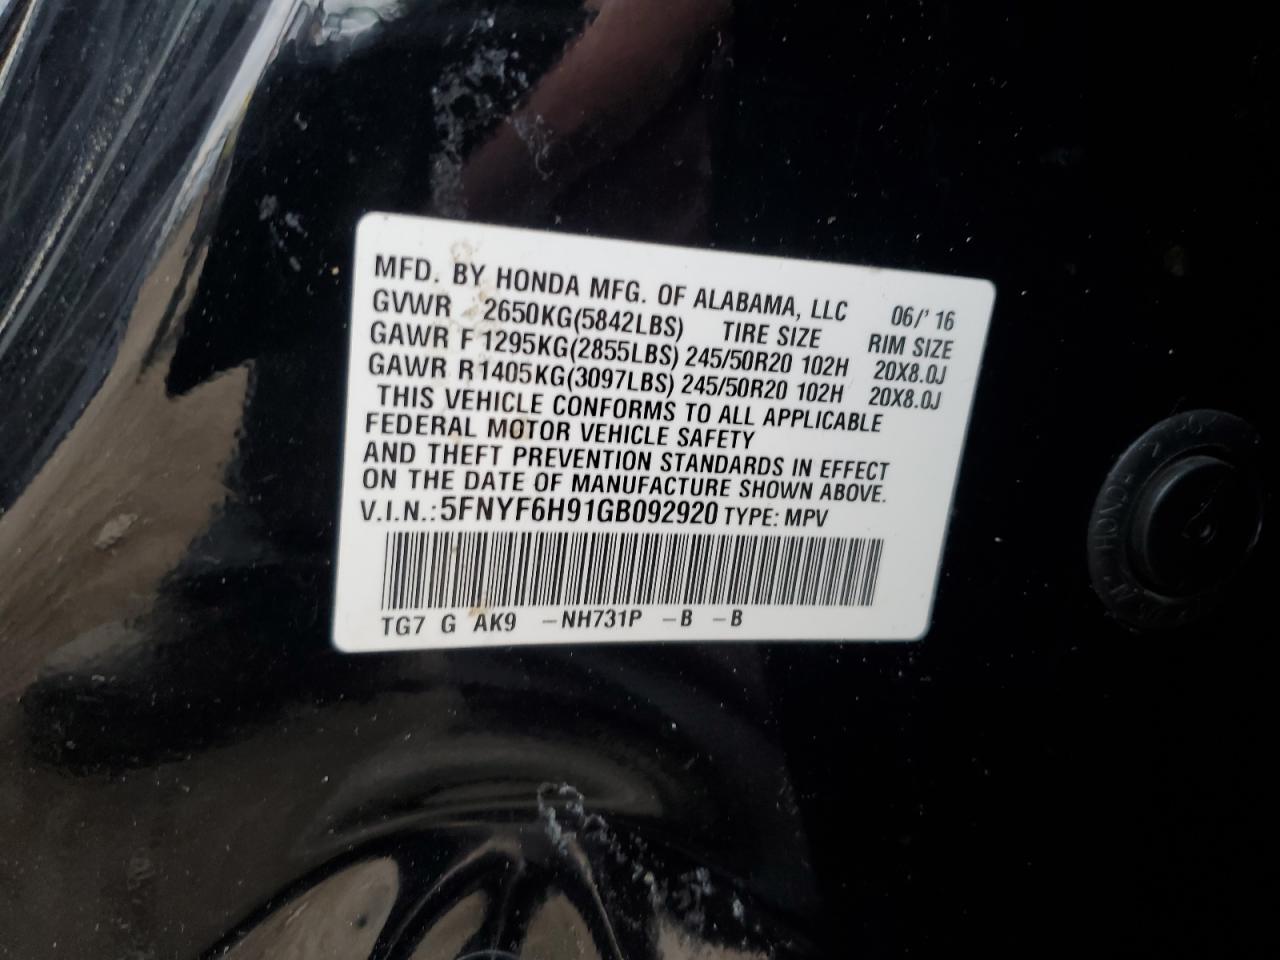 MFD. BY HONDA MFG. OF ALABAMA, LLC 06/'16
GVWR 2650KG(5842LBS) TIRE SIZE RIM SIZE
GAWR F 1295KG(2855LBS) 245/50R20 102H 20X8.0J
GAWR R 1405KG(3097LBS) 245/50R20 102H 20X8.0J
THIS VEHICLE CONFORMS TO ALL APPLICABLE
FEDERAL MOTOR VEHICLE SAFETY
AND THEFT PREVENTION STANDARDS IN EFFECT
ON THE DATE OF MANUFACTURE SHOWN ABOVE.
V.I.N.: 5FNYF6H91GB092920 TYPE: MPV
TG7 G AK9 -NH731P -B -B
HONDA